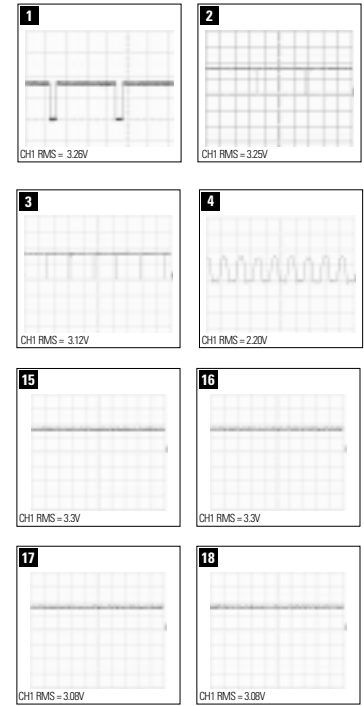 1
2
CH1 RMS = 3.26V
CH1 RMS = 3.25V
3
4
CH1 RMS = 3.12V
CH1 RMS = 2.20V
15
16
CH1 RMS = 3.3V
CH1 RMS = 3.3V
17
18
CH1 RMS = 3.08V
CH1 RMS = 3.08V